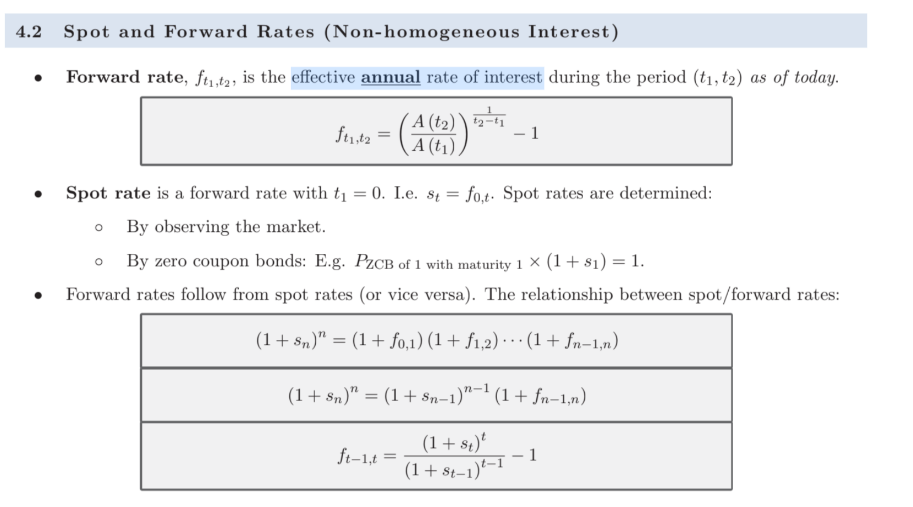 4.2 Spot and Forward Rates (Non-homogeneous Interest)
• Forward rate, f_{t₁,t₂}, is the effective annual rate of interest during the period (t₁, t₂) as of today.
f_{t₁,t₂} = (A(t₂)/A(t₁))^{1/(t₂−t₁)} − 1
• Spot rate is a forward rate with t₁ = 0. I.e. s_t = f_{0,t}. Spot rates are determined:
◦ By observing the market.
◦ By zero coupon bonds: E.g. P_{ZCB of 1 with maturity 1} × (1 + s₁) = 1.
• Forward rates follow from spot rates (or vice versa). The relationship between spot/forward rates:
(1 + s_n)^n = (1 + f_{0,1}) (1 + f_{1,2}) ⋯ (1 + f_{n−1,n})
(1 + s_n)^n = (1 + s_{n−1})^{n−1} (1 + f_{n−1,n})
f_{t−1,t} = (1 + s_t)^t / (1 + s_{t−1})^{t−1} − 1